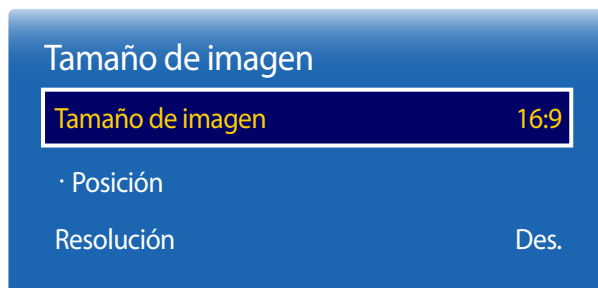 Tamaño de imagen
Tamaño de imagen 16:9
· Posición
Resolución Des.